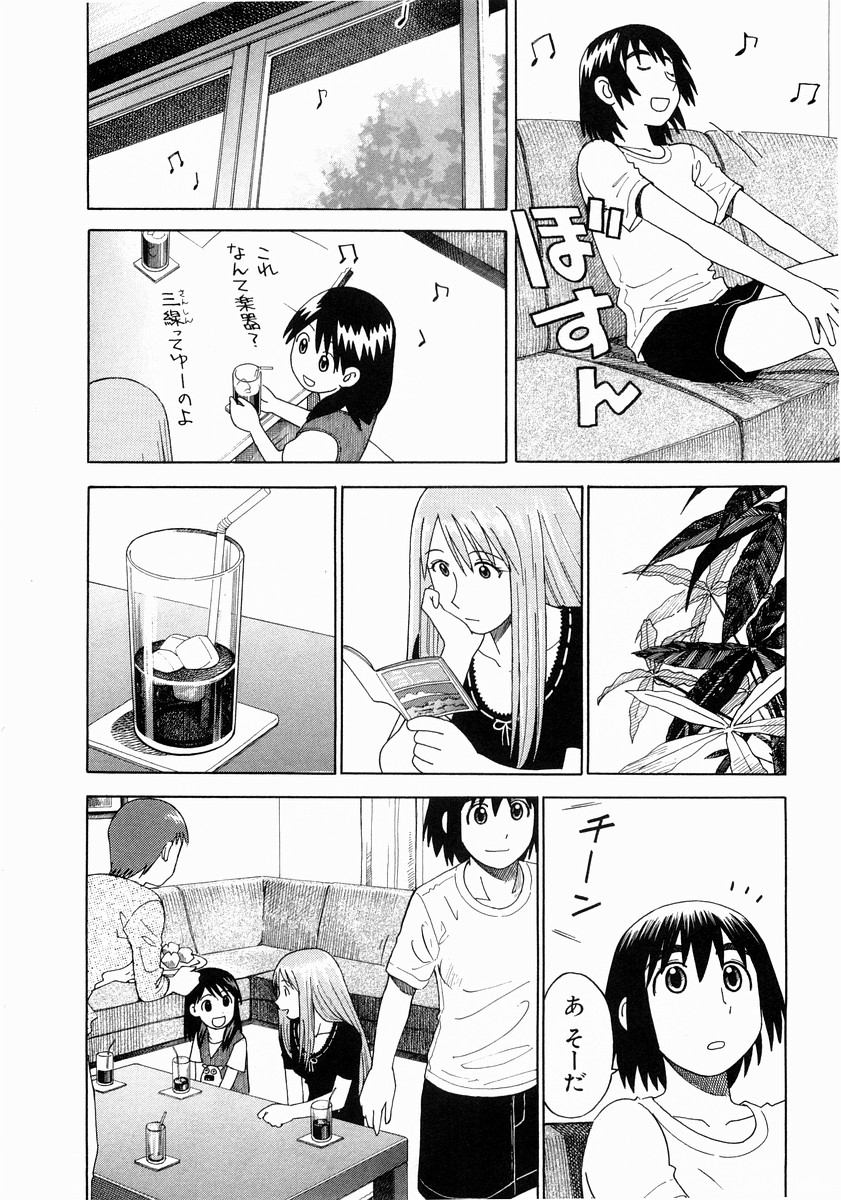 ぼすん
これ
なんて楽器?
さんしん
三線ってゆーのよ
チーン
あ そーだ